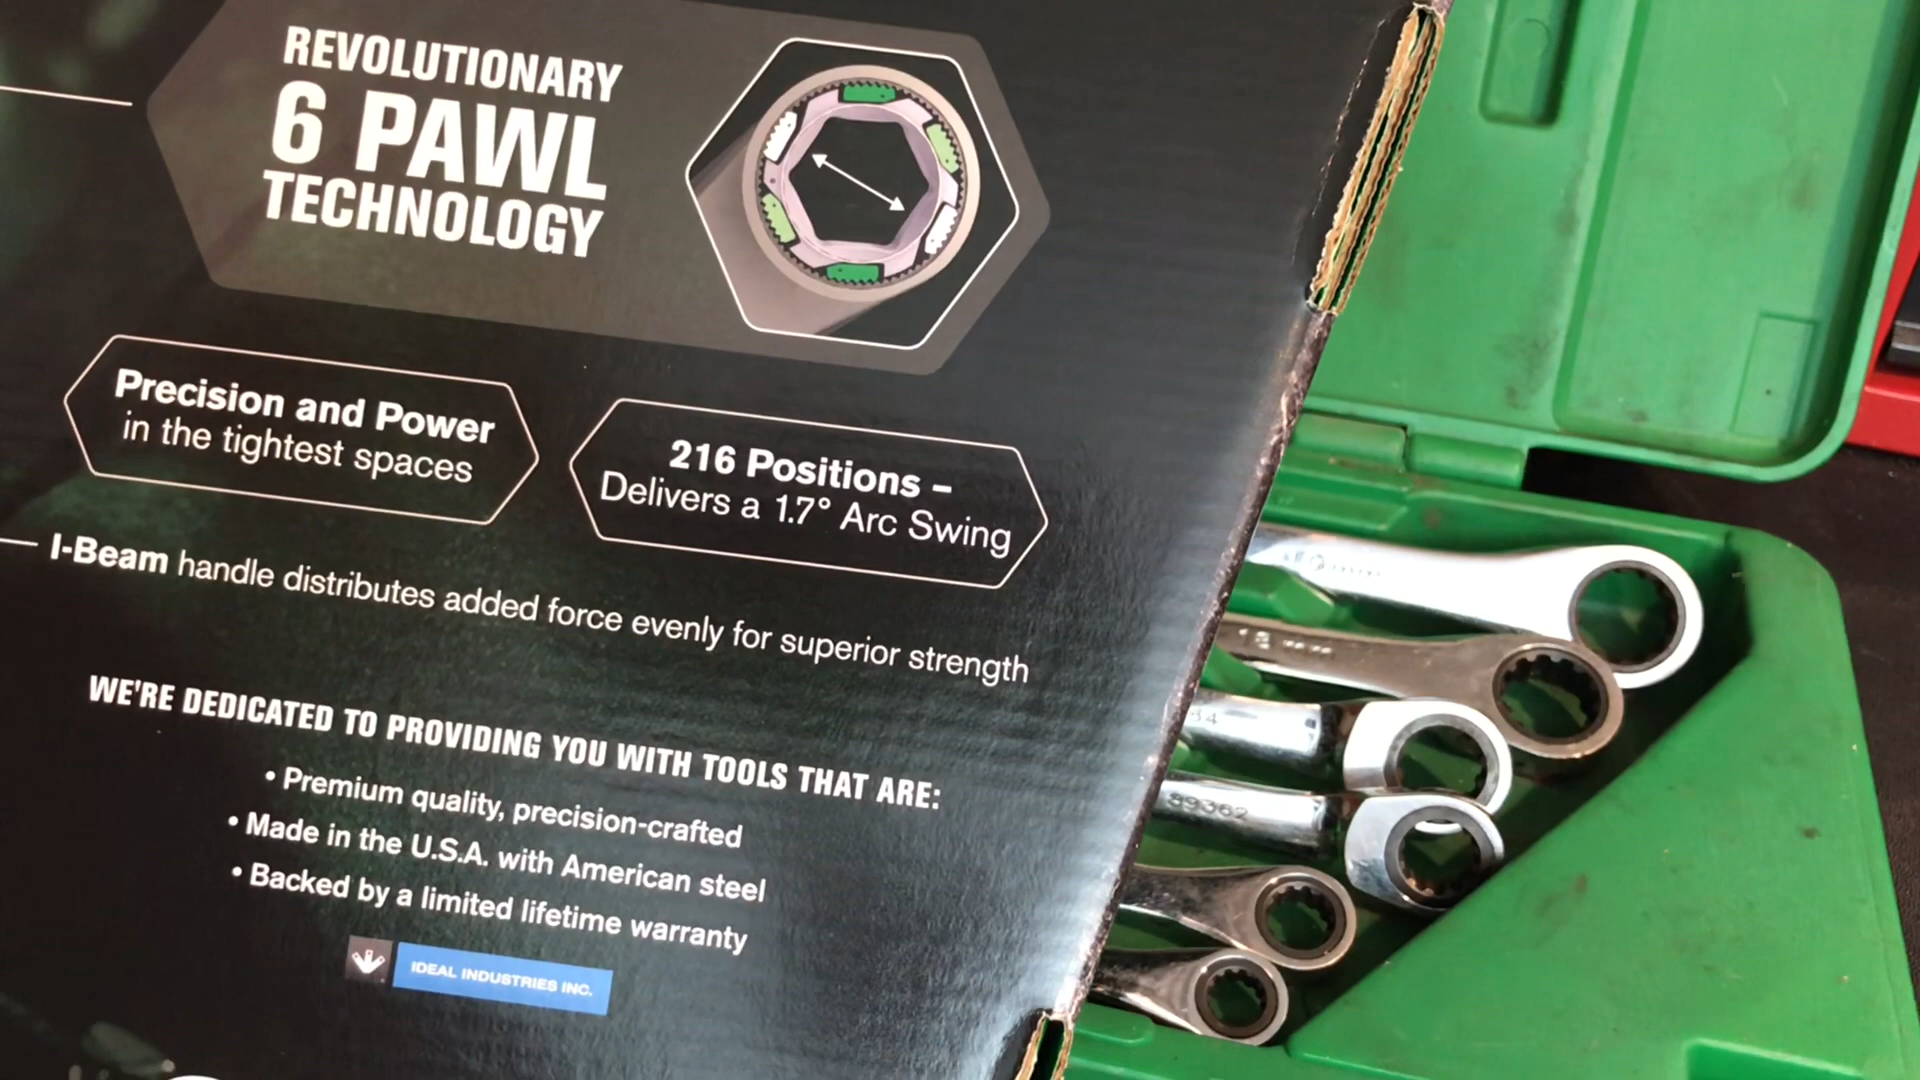 REVOLUTIONARY
6 PAWL
TECHNOLOGY
Precision and Power
in the tightest spaces
216 Positions –
Delivers a 1.7° Arc Swing
I-Beam handle distributes added force evenly for superior strength
WE'RE DEDICATED TO PROVIDING YOU WITH TOOLS THAT ARE:
• Premium quality, precision-crafted
• Made in the U.S.A. with American steel
• Backed by a limited lifetime warranty
IDEAL INDUSTRIES INC.
18 mm